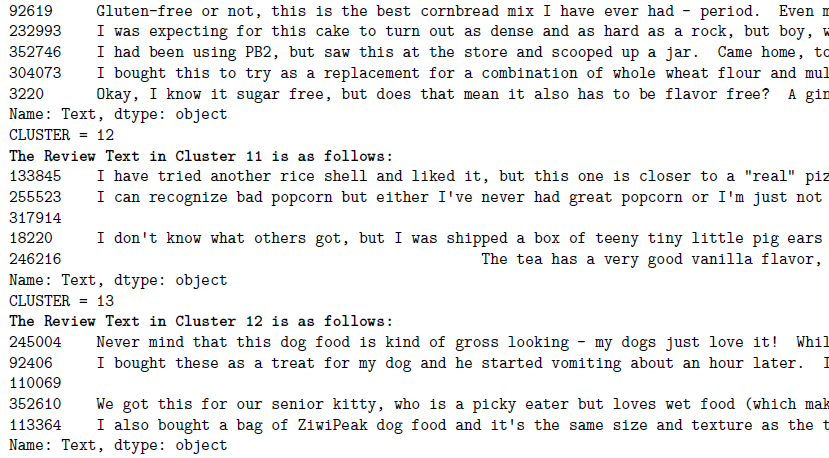 92619 Gluten-free or not, this is the best cornbread mix I have ever had - period. Even m
232993 I was expecting for this cake to turn out as dense and as hard as a rock, but boy, w
352746 I had been using PB2, but saw this at the store and scooped up a jar. Came home, to
304073 I bought this to try as a replacement for a combination of whole wheat flour and mul
3220 Okay, I know it sugar free, but does that mean it also has to be flavor free? A gin
Name: Text, dtype: object
CLUSTER = 12
The Review Text in Cluster 11 is as follows:
133845 I have tried another rice shell and liked it, but this one is closer to a "real" piz
255523 I can recognize bad popcorn but either I've never had great popcorn or I'm just not
317914
18220 I don't know what others got, but I was shipped a box of teeny tiny little pig ears
246216 The tea has a very good vanilla flavor,
Name: Text, dtype: object
CLUSTER = 13
The Review Text in Cluster 12 is as follows:
245004 Never mind that this dog food is kind of gross looking - my dogs just love it! Whil
92406 I bought these as a treat for my dog and he started vomiting about an hour later. I
110069
352610 We got this for our senior kitty, who is a picky eater but loves wet food (which mak
113364 I also bought a bag of ZiwiPeak dog food and it's the same size and texture as the t
Name: Text, dtype: object